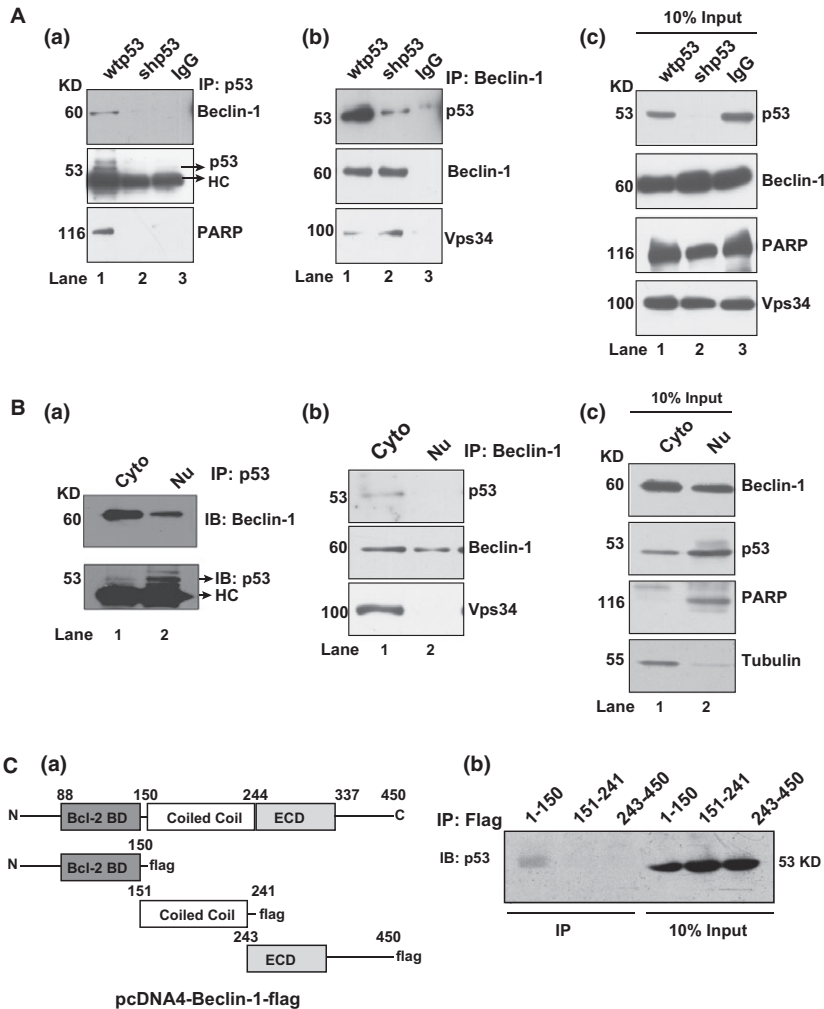 A
(a)
wtp53 shp53 IgG
KD
IP: p53
60 Beclin-1
53 p53
HC
116 PARP
Lane 1 2 3
(b)
wtp53 shp53 IgG
IP: Beclin-1
53 p53
60 Beclin-1
100 Vps34
Lane 1 2 3
10% Input
(c)
wtp53 shp53 IgG
KD
53 p53
60 Beclin-1
116 PARP
100 Vps34
Lane 1 2 3
B
(a)
Cyto Nu
IP: p53
KD
60 IB: Beclin-1
53 IB: p53
HC
Lane 1 2
(b)
Cyto Nu
IP: Beclin-1
53 p53
60 Beclin-1
100 Vps34
Lane 1 2
(c)
10% Input
Cyto Nu
KD
60 Beclin-1
53 p53
116 PARP
55 Tubulin
Lane 1 2
C
(a)
88 150 244 337 450
N Bcl-2 BD Coiled Coil ECD C
150
N Bcl-2 BD flag
151 241
Coiled Coil flag
243 450
ECD flag
pcDNA4-Beclin-1-flag
(b)
1-150 151-241 243-450 1-150 151-241 243-450
IP: Flag
IB: p53 53 KD
IP 10% Input